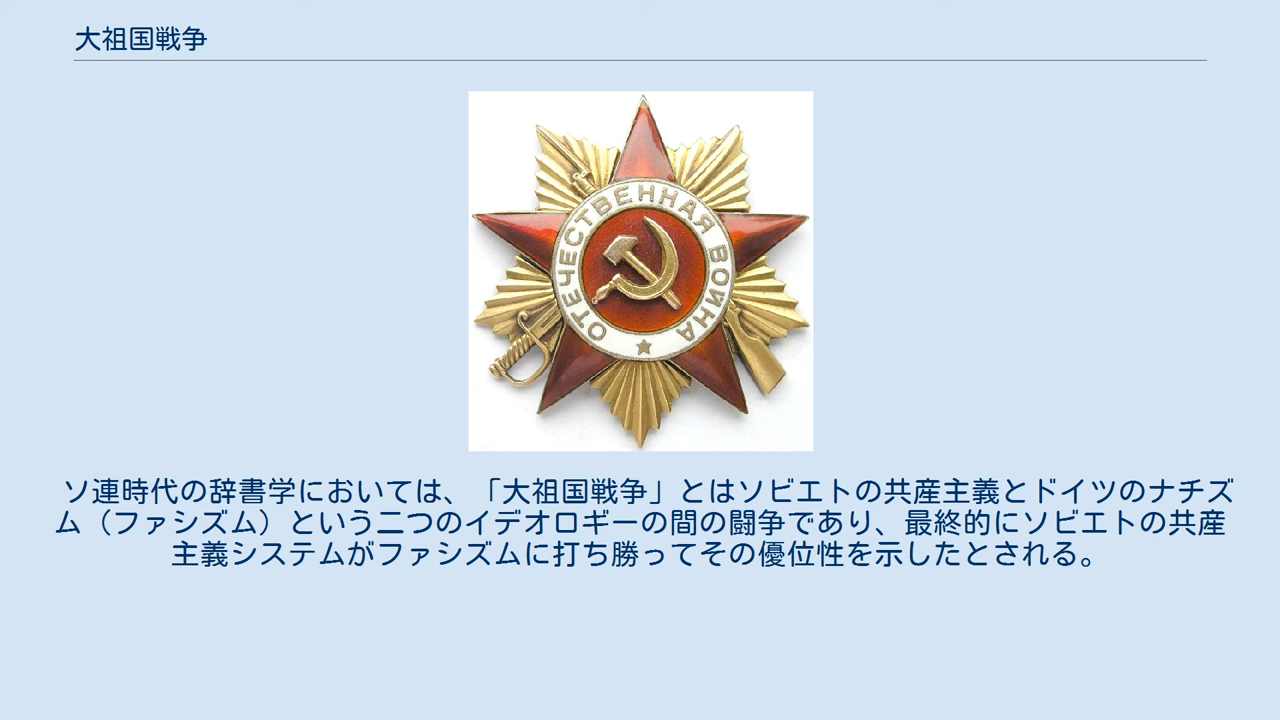 大祖国戦争
ОТЕЧЕСТВЕННАЯ ВОЙНА
ソ連時代の辞書学においては、「大祖国戦争」とはソビエトの共産主義とドイツのナチズ
ム（ファシズム）という二つのイデオロギーの間の闘争であり、最終的にソビエトの共産
主義システムがファシズムに打ち勝ってその優位性を示したとされる。